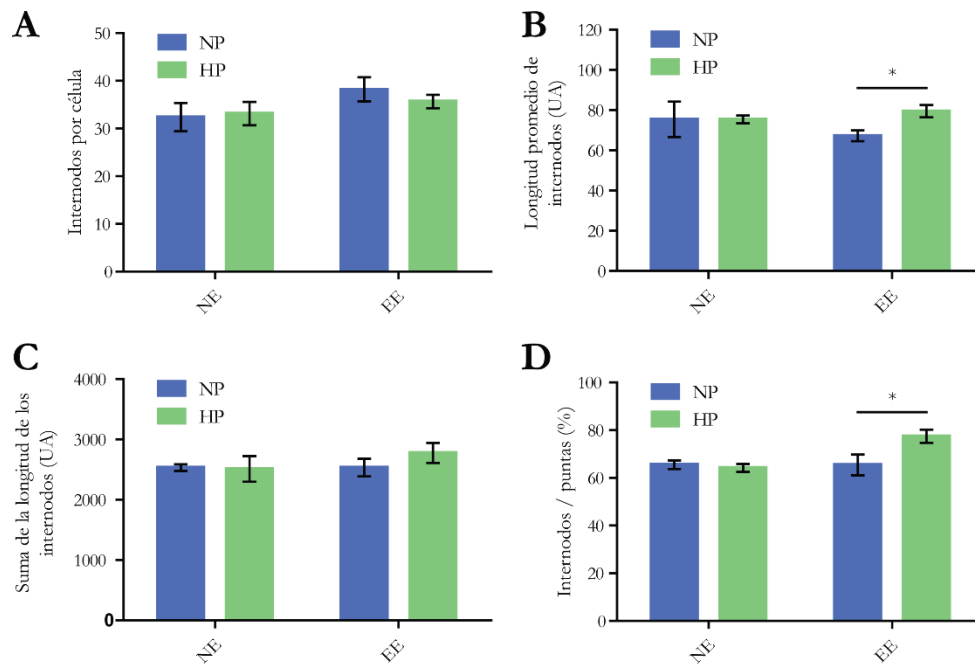 A
Internodos por célula
50
40
30
20
10
0
NP
HP
NE
EE
B
Longitud promedio de
internodos (UA)
120
100
80
60
40
20
0
NP
HP
*
NE
EE
C
Suma de la longitud de los
internodos (UA)
4000
3000
2000
1000
0
NP
HP
NE
EE
D
Internodos / puntas (%)
100
80
60
40
20
0
NP
HP
*
NE
EE